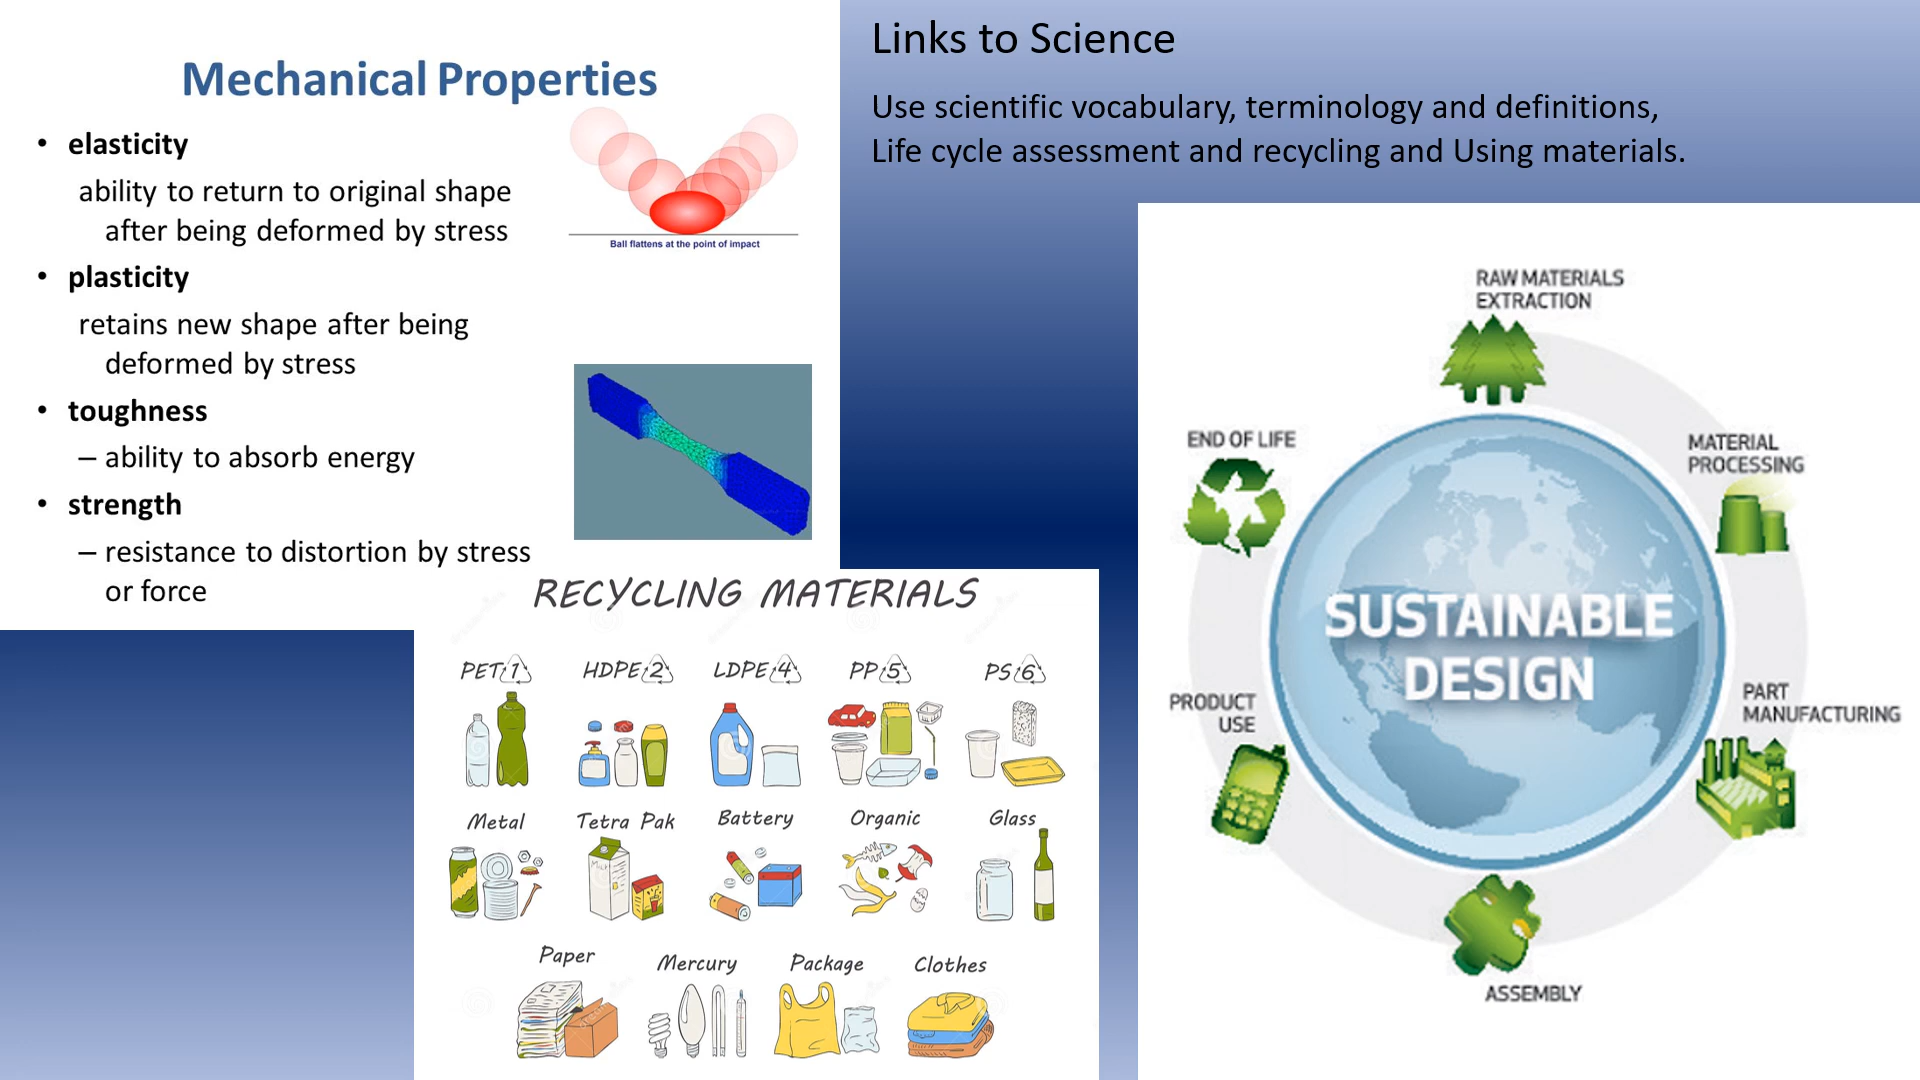 Mechanical Properties
• elasticity
ability to return to original shape
after being deformed by stress
• plasticity
retains new shape after being
deformed by stress
• toughness
– ability to absorb energy
• strength
– resistance to distortion by stress
or force
Ball flattens at the point of impact
Links to Science
Use scientific vocabulary, terminology and definitions,
Life cycle assessment and recycling and Using materials.
RECYCLING MATERIALS
PET 1 HDPE 2 LDPE 4 PP 5 PS 6
Metal Tetra Pak Battery Organic Glass
Milk
Paper Mercury Package Clothes
RAW MATERIALS
EXTRACTION
MATERIAL
PROCESSING
PART
MANUFACTURING
ASSEMBLY
PRODUCT
USE
END OF LIFE
SUSTAINABLE
DESIGN